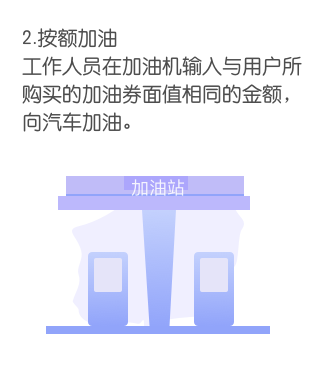 2.按额加油
工作人员在加油机输入与用户所
购买的加油券面值相同的金额，
向汽车加油。
加油站